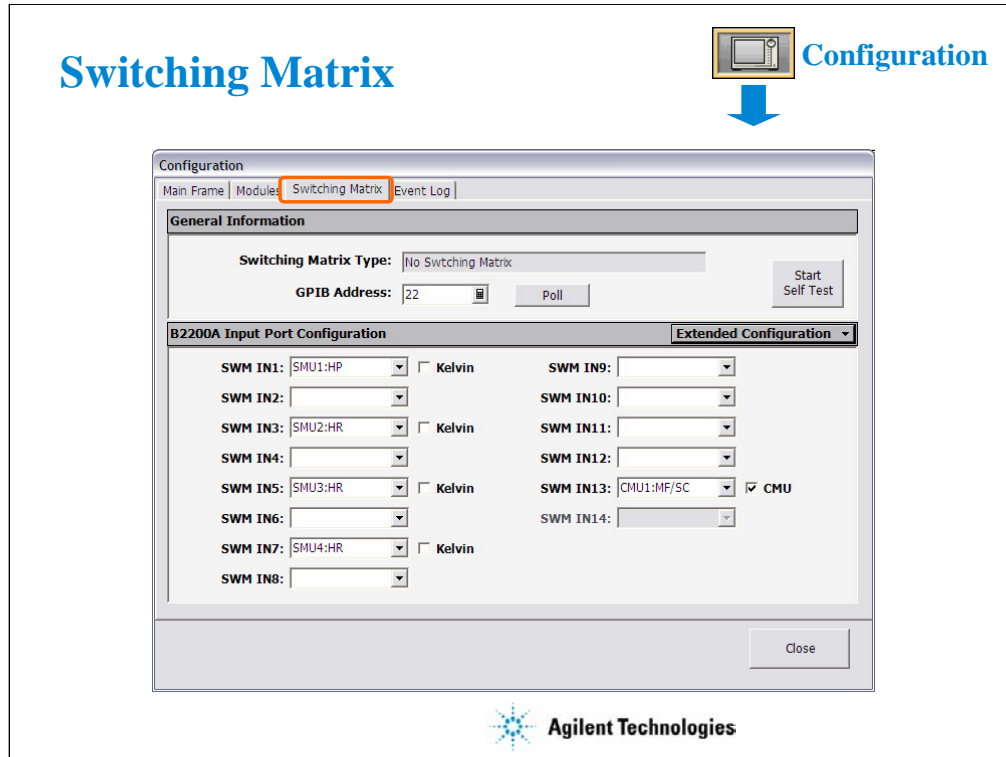 Switching Matrix
Configuration
Configuration
Main Frame Modules Switching Matrix Event Log
General Information
Switching Matrix Type: No Swtching Matrix
GPIB Address: 22 Poll
Start
Self Test
B2200A Input Port Configuration Extended Configuration
SWM IN1: SMU1:HP Kelvin SWM IN9:
SWM IN2: SWM IN10:
SWM IN3: SMU2:HR Kelvin SWM IN11:
SWM IN4: SWM IN12:
SWM IN5: SMU3:HR Kelvin SWM IN13: CMU1:MF/SC CMU
SWM IN6: SWM IN14:
SWM IN7: SMU4:HR Kelvin
SWM IN8:
Close
Agilent Technologies